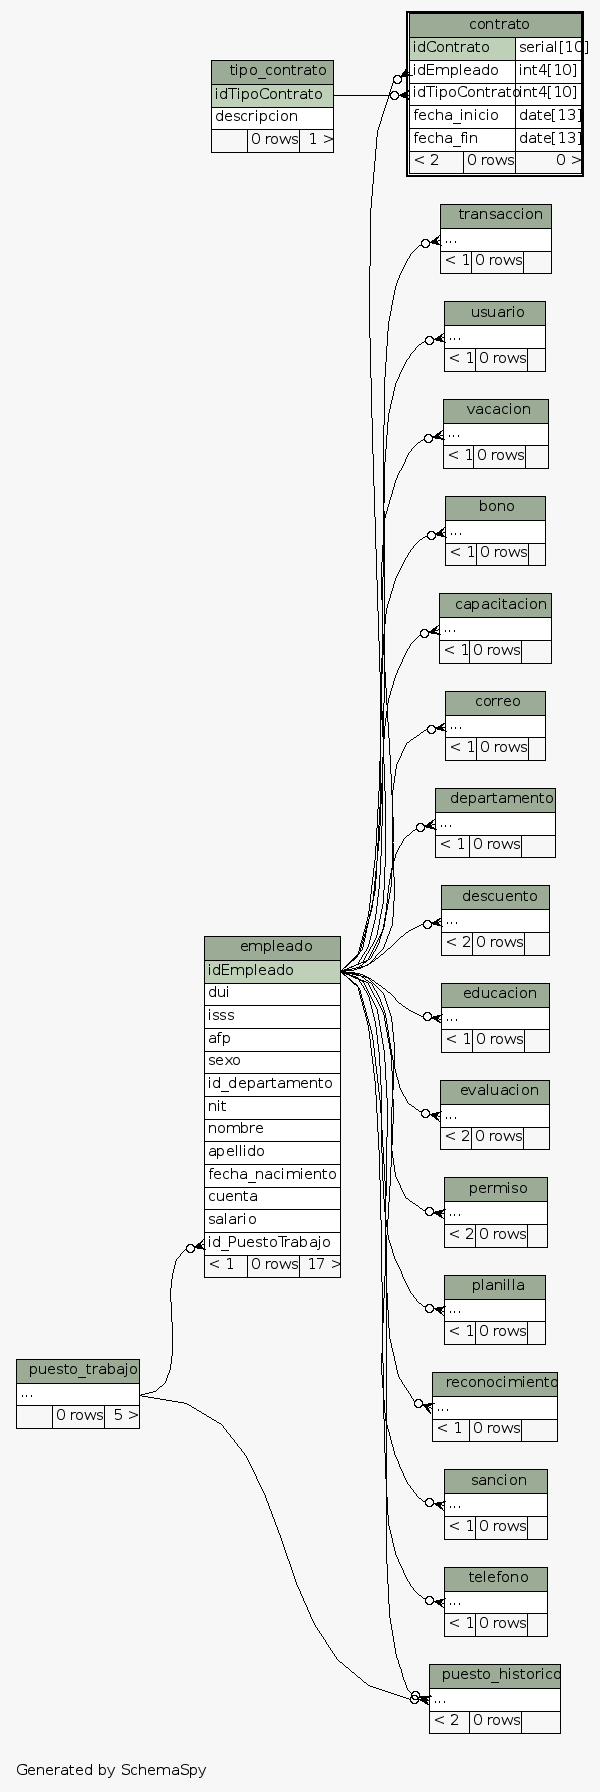 contrato
idContrato serial[10]
idEmpleado int4[10]
idTipoContrato int4[10]
fecha_inicio date[13]
fecha_fin date[13]
< 2 0 rows 0 >
tipo_contrato
idTipoContrato
descripcion
0 rows 1 >
transaccion
...
< 1 0 rows
usuario
...
< 1 0 rows
vacacion
...
< 1 0 rows
bono
...
< 1 0 rows
capacitacion
...
< 1 0 rows
correo
...
< 1 0 rows
departamento
...
< 1 0 rows
descuento
...
< 2 0 rows
empleado
idEmpleado
dui
isss
afp
sexo
id_departamento
nit
nombre
apellido
fecha_nacimiento
cuenta
salario
id_PuestoTrabajo
< 1 0 rows 17 >
educacion
...
< 1 0 rows
evaluacion
...
< 2 0 rows
permiso
...
< 2 0 rows
planilla
...
< 1 0 rows
puesto_trabajo
...
0 rows 5 >
reconocimiento
...
< 1 0 rows
sancion
...
< 1 0 rows
telefono
...
< 1 0 rows
puesto_historico
...
< 2 0 rows
Generated by SchemaSpy